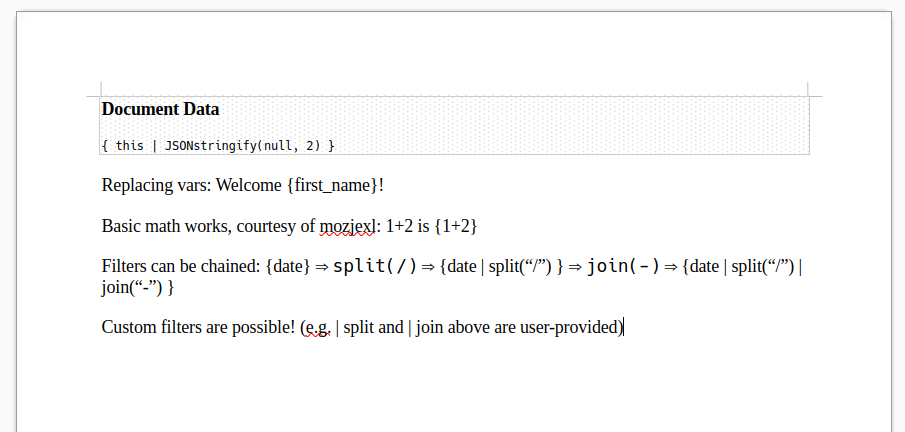 Document Data
{ this | JSONstringify(null, 2) }
Replacing vars: Welcome {first_name}!
Basic math works, courtesy of mozjexl: 1+2 is {1+2}
Filters can be chained: {date} ⇒ split(/) ⇒ {date | split(“/”) } ⇒ join(-) ⇒ {date | split(“/”) |
join(“-”) }
Custom filters are possible! (e.g. | split and | join above are user-provided)